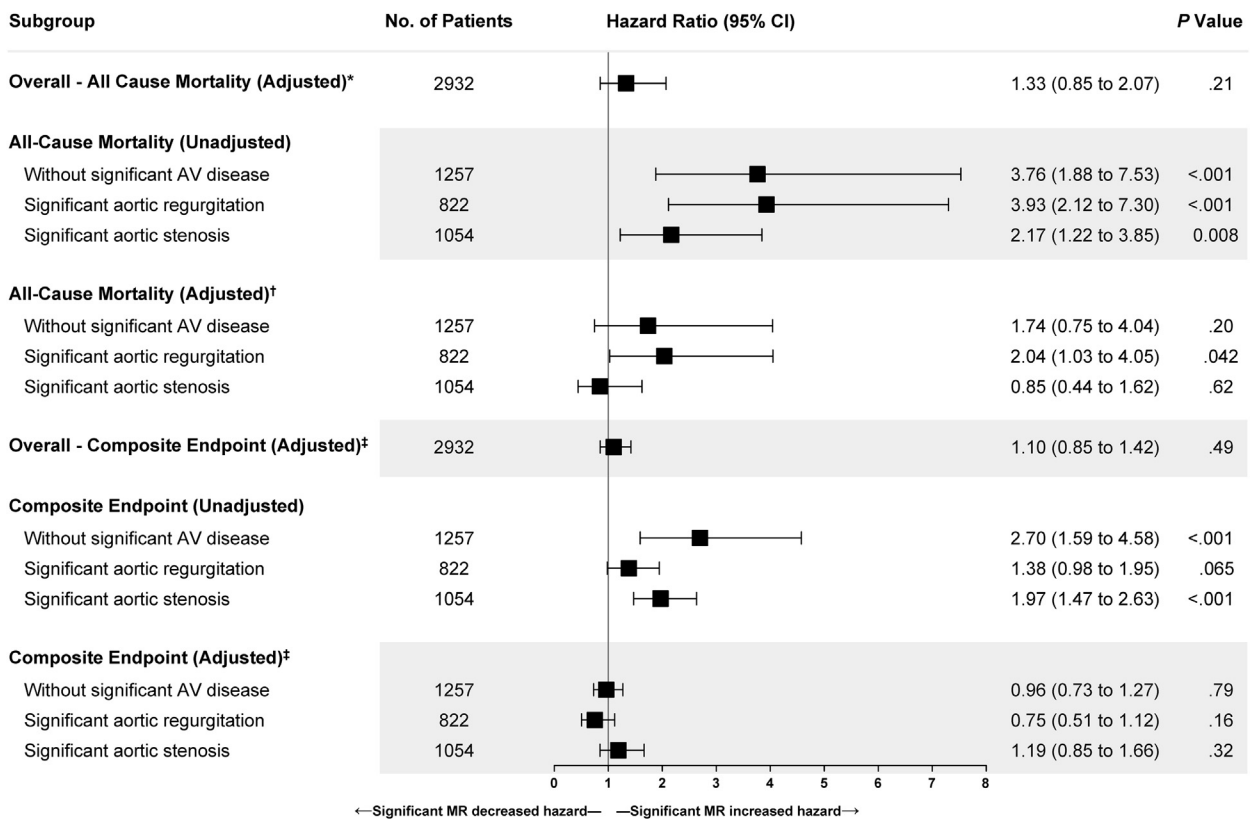 Subgroup No. of Patients Hazard Ratio (95% CI) P Value
Overall - All Cause Mortality (Adjusted)* 2932 1.33 (0.85 to 2.07) .21
All-Cause Mortality (Unadjusted)
Without significant AV disease 1257 3.76 (1.88 to 7.53) <.001
Significant aortic regurgitation 822 3.93 (2.12 to 7.30) <.001
Significant aortic stenosis 1054 2.17 (1.22 to 3.85) 0.008
All-Cause Mortality (Adjusted)†
Without significant AV disease 1257 1.74 (0.75 to 4.04) .20
Significant aortic regurgitation 822 2.04 (1.03 to 4.05) .042
Significant aortic stenosis 1054 0.85 (0.44 to 1.62) .62
Overall - Composite Endpoint (Adjusted)‡ 2932 1.10 (0.85 to 1.42) .49
Composite Endpoint (Unadjusted)
Without significant AV disease 1257 2.70 (1.59 to 4.58) <.001
Significant aortic regurgitation 822 1.38 (0.98 to 1.95) .065
Significant aortic stenosis 1054 1.97 (1.47 to 2.63) <.001
Composite Endpoint (Adjusted)‡
Without significant AV disease 1257 0.96 (0.73 to 1.27) .79
Significant aortic regurgitation 822 0.75 (0.51 to 1.12) .16
Significant aortic stenosis 1054 1.19 (0.85 to 1.66) .32
0 1 2 3 4 5 6 7 8
←Significant MR decreased hazard— —Significant MR increased hazard→